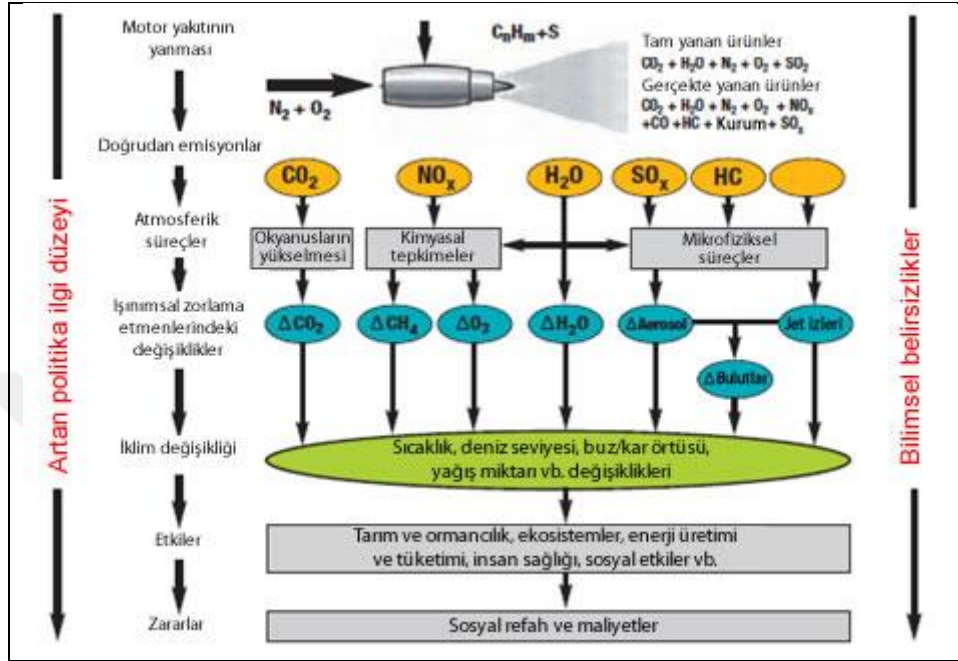 Artan politika ilgi düzeyi
Motor yakıtının
yanması
Doğrudan emisyonlar
Atmosferik
süreçler
Işınımsal zorlama
etmenlerindeki
değişiklikler
İklim değişikliği
Etkiler
Zararlar
CnHm+S
N2 + O2
Tam yanan ürünler
CO2 + H2O + N2 + O2 + SO2
Gerçekte yanan ürünler
CO2 + H2O + N2 + O2 + NOx
+CO +HC + Kurum+ SOx
CO2
NOx
H2O
SOx
HC
Okyanusların
yükselmesi
Kimyasal
tepkimeler
Mikrofiziksel
süreçler
ΔCO2
ΔCH4
ΔO3
ΔH2O
ΔAerosol
Jet izleri
ΔBulutlar
Sıcaklık, deniz seviyesi, buz/kar örtüsü,
yağış miktarı vb. değişiklikleri
Tarım ve ormancılık, ekosistemler, enerji üretimi
ve tüketimi, insan sağlığı, sosyal etkiler vb.
Sosyal refah ve maliyetler
Bilimsel belirsizlikler